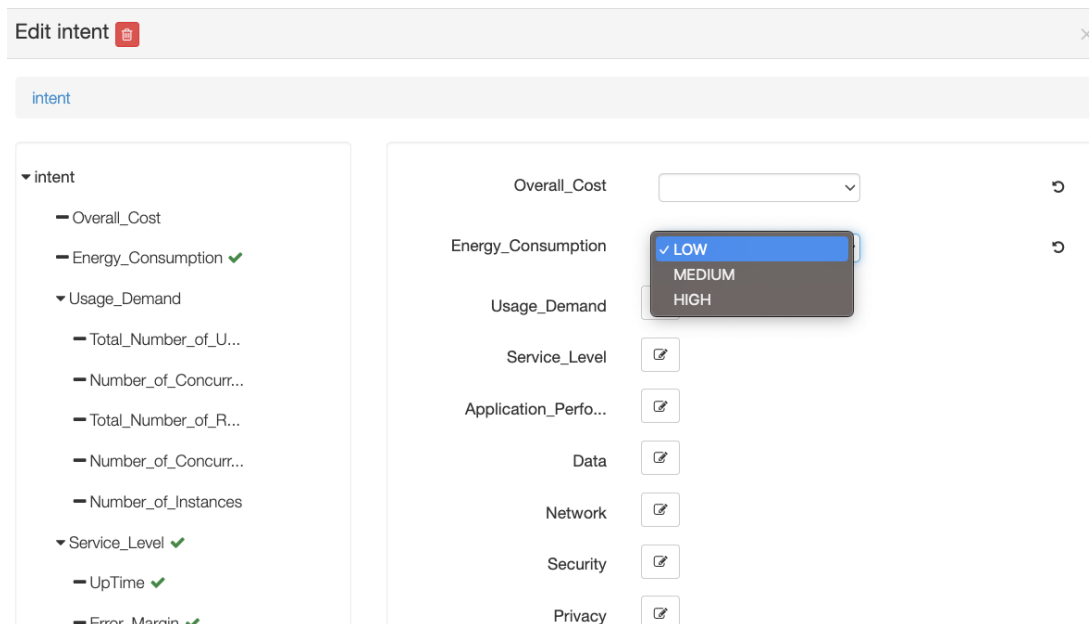 Edit intent
intent
intent
Overall_Cost
Energy_Consumption
Usage_Demand
Total_Number_of_U...
Number_of_Concurr...
Total_Number_of_R...
Number_of_Concurr...
Number_of_Instances
Service_Level
UpTime
Error_Margin
Overall_Cost
Energy_Consumption
LOW
MEDIUM
HIGH
Usage_Demand
Service_Level
Application_Perfo...
Data
Network
Security
Privacy